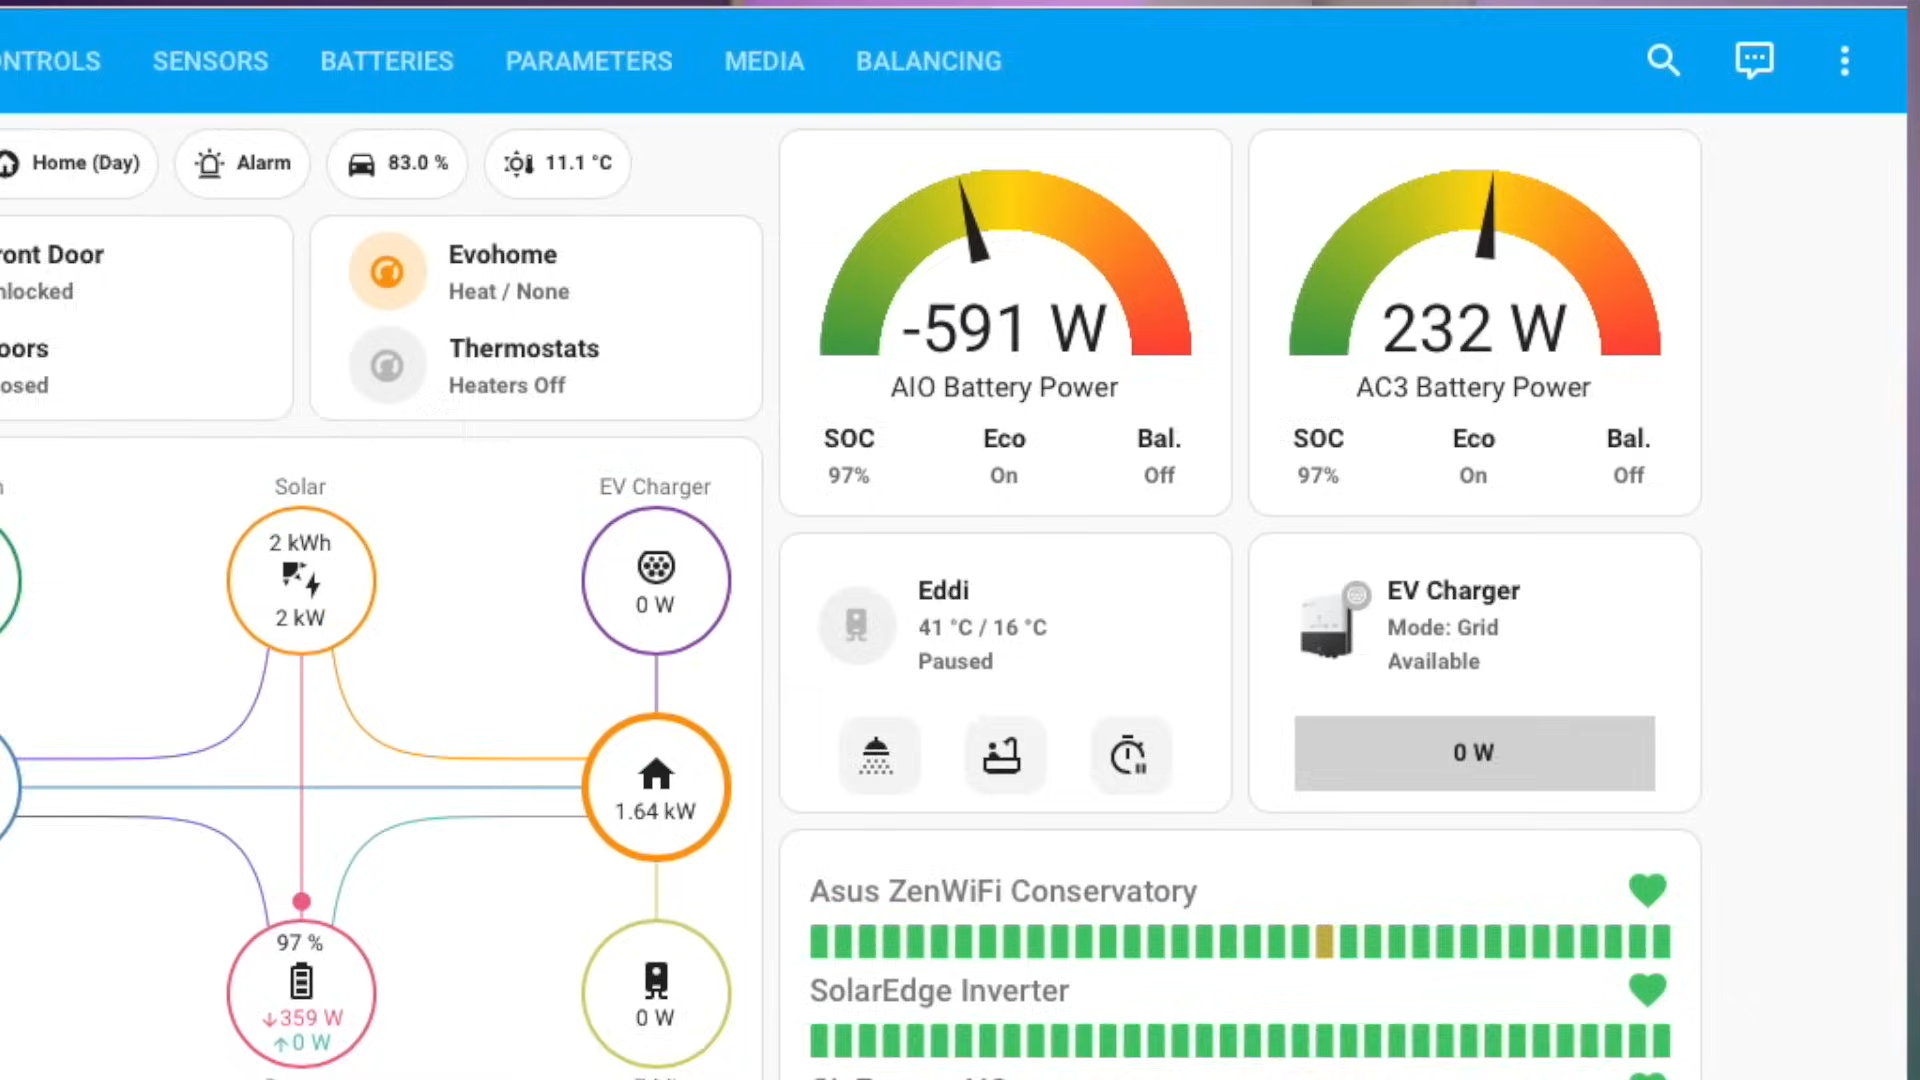 NTROLS SENSORS BATTERIES PARAMETERS MEDIA BALANCING
Home (Day) Alarm 83.0 % 11.1 °C
ront Door
nlocked
oors
osed
Evohome
Heat / None
Thermostats
Heaters Off
-591 W
AIO Battery Power
SOC Eco Bal.
97% On Off
232 W
AC3 Battery Power
SOC Eco Bal.
97% On Off
Solar
2 kWh
2 kW
EV Charger
0 W
1.64 kW
97 %
↓359 W
↑0 W
0 W
Eddi
41 °C / 16 °C
Paused
EV Charger
Mode: Grid
Available
0 W
Asus ZenWiFi Conservatory
SolarEdge Inverter